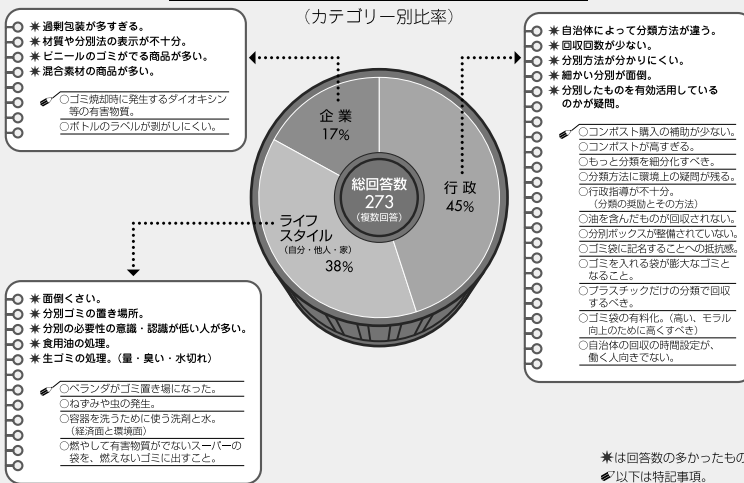 （カテゴリー別比率）
✷ 過剰包装が多すぎる。
✷ 材質や分別法の表示が不十分。
✷ ビニールのゴミがでる商品が多い。
✷ 混合素材の商品が多い。
○ゴミ焼却時に発生するダイオキシン
等の有害物質。
○ボトルのラベルが剥がしにくい。
企 業
17%
総回答数
273
（複数回答）
行 政
45%
ライフ
スタイル
（自分・他人・家）
38%
✷ 自治体によって分類方法が違う。
✷ 回収回数が少ない。
✷ 分別方法が分かりにくい。
✷ 細かい分別が面倒。
✷ 分別したものを有効活用している
のかが疑問。
○コンポスト購入の補助が少ない。
○コンポストが高すぎる。
○もっと分類を細分化すべき。
○分類方法に環境上の疑問が残る。
○行政指導が不十分。
（分類の奨励とその方法）
○油を含んだものが回収されない。
○分別ボックスが整備されていない。
○ゴミ袋に記名することへの抵抗感。
○ゴミを入れる袋が膨大なゴミと
なること。
○プラスチックだけの分類で回収
するべき。
○ゴミ袋の有料化。（高い、モラル
向上のために高くすべき）
○自治体の回収の時間設定が、
働く人向きでない。
✷ 面倒くさい。
✷ 分別ゴミの置き場所。
✷ 分別の必要性の意識・認識が低い人が多い。
✷ 食用油の処理。
✷ 生ゴミの処理。（量・臭い・水切れ）
○ベランダがゴミ置き場になった。
○ねずみや虫の発生。
○容器を洗うために使う洗剤と水。
（経済面と環境面）
○燃やして有害物質がでないスーパーの
袋を、燃えないゴミに出すこと。
✷は回答数の多かったもの
✐以下は特記事項。